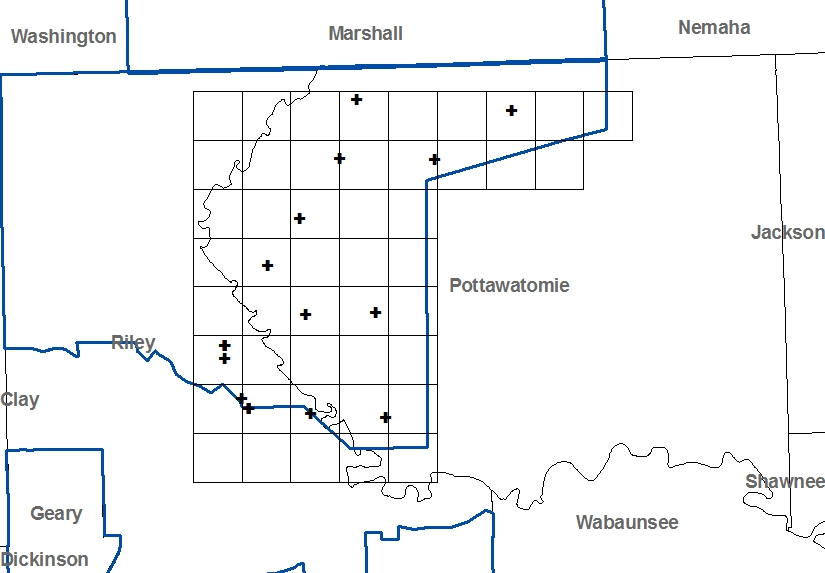 Washington
Marshall
Nemaha
Jackson
Pottawatomie
Riley
Clay
Shawnee
Geary
Wabaunsee
Dickinson